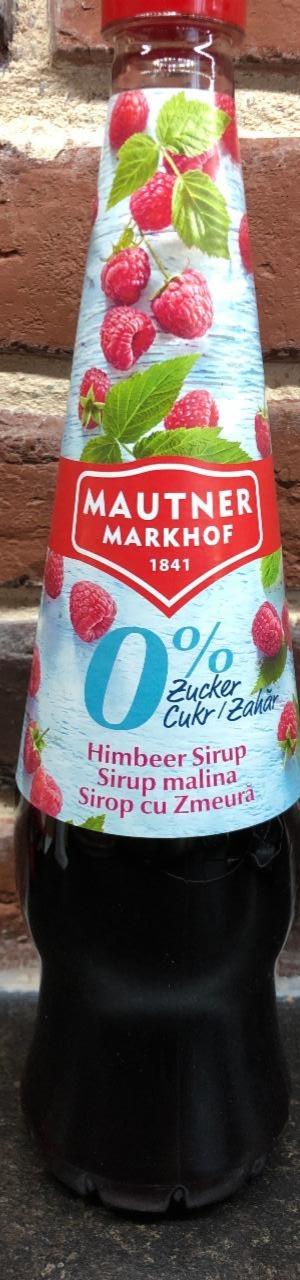 MAUTNER
MARKHOF
1841
0%
Zucker
Cukr / Zahăr
Himbeer Sirup
Sirup malina
Sirop cu Zmeură